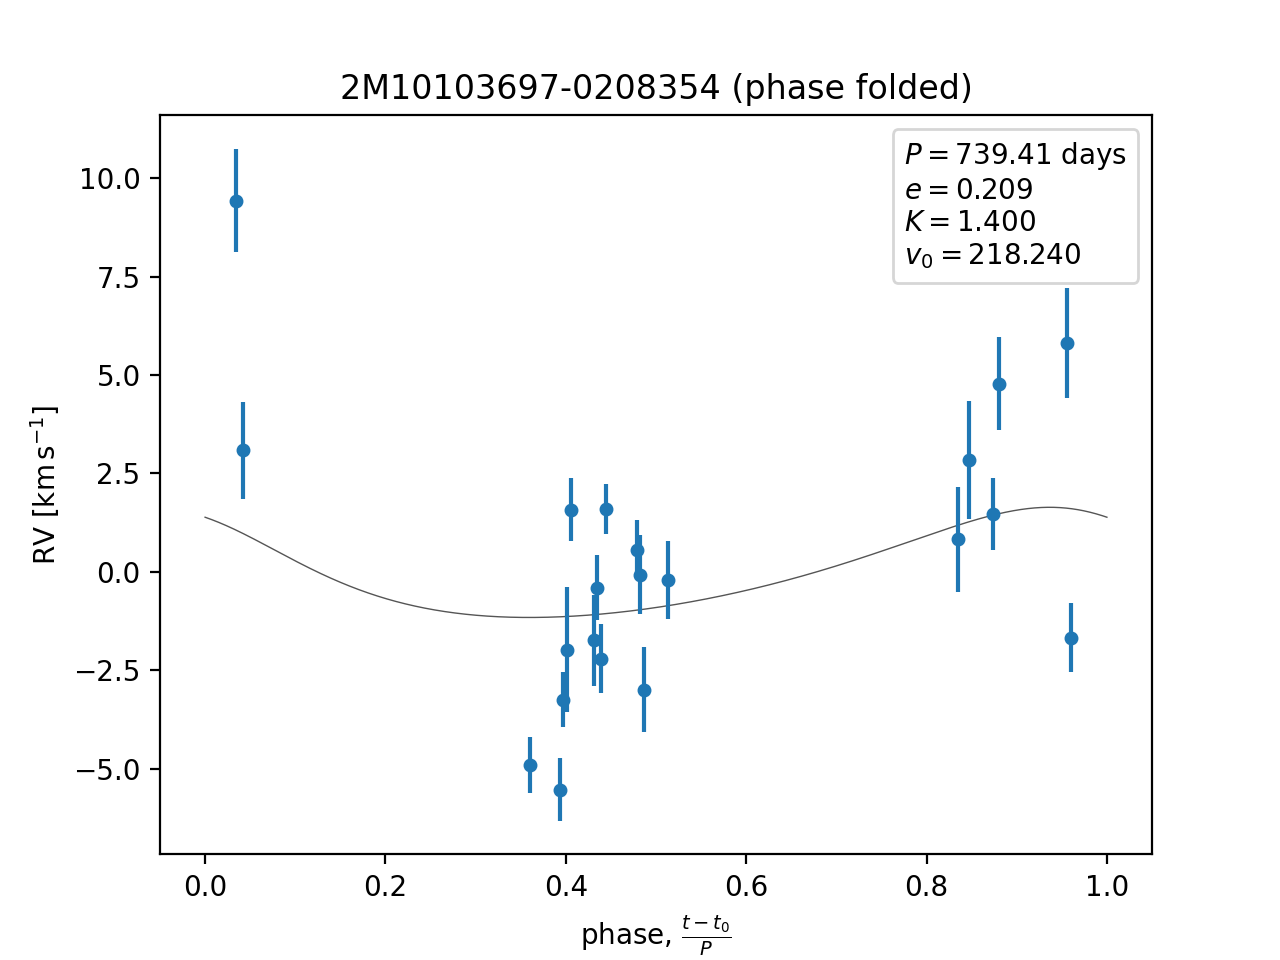 2M10103697-0208354 (phase folded)
P = 739.41 days
e = 0.209
K = 1.400
v₀ = 218.240
10.0
7.5
5.0
2.5
0.0
−2.5
−5.0
RV [km s⁻¹]
0.0 0.2 0.4 0.6 0.8 1.0
phase, (t − t₀)/P